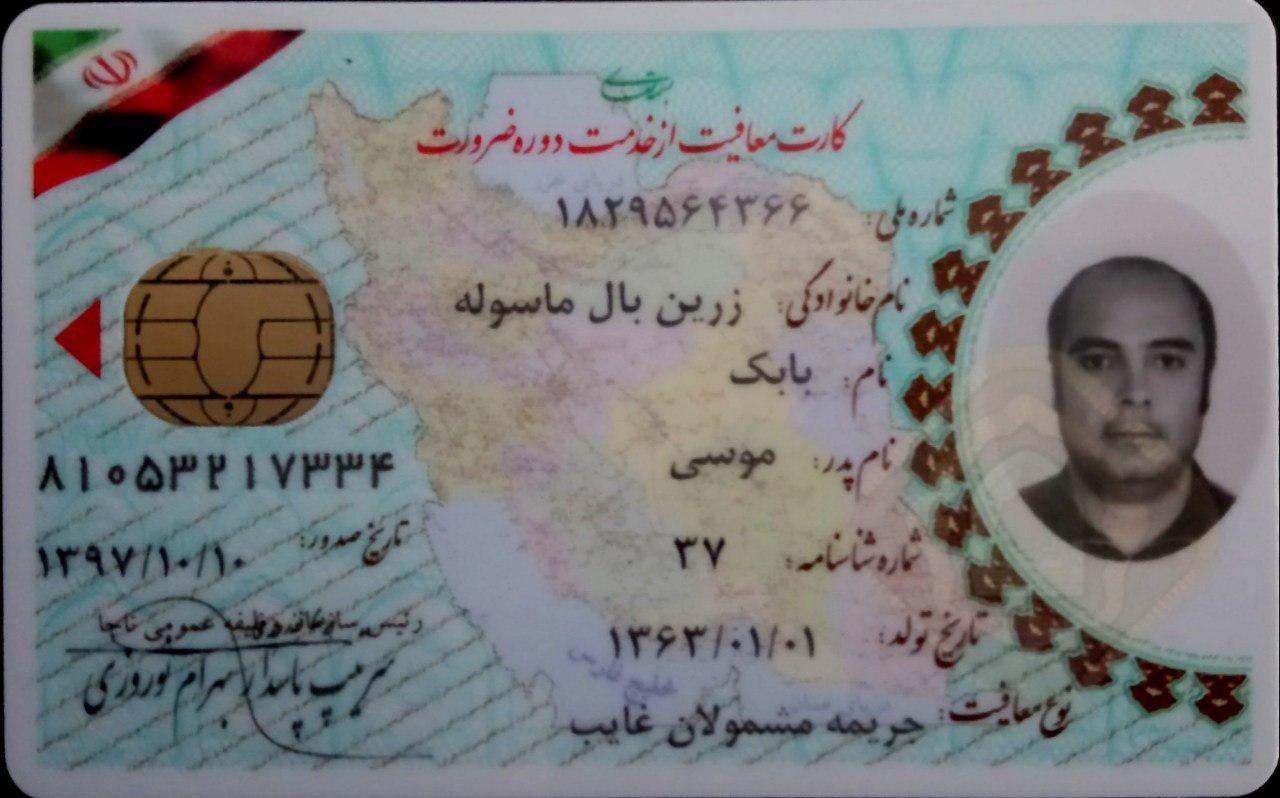 کارت معافیت از خدمت دوره ضرورت
شماره ملی: ۱۸۲۹۵۶۴۳۶۶
نام خانوادگی: زرین بال ماسوله
نام: بابک
نام پدر: موسی
شماره شناسنامه: ۳۷
تاریخ تولد: ۱۳۶۳/۰۱/۰۱
نوع معافیت: جریمه مشمولان غایب
۸۱۰۵۳۲۱۷۳۳۴
تاریخ صدور: ۱۳۹۷/۱۰/۱۰
رئیس سازمان وظیفه عمومی ناجا
سرتیپ پاسدار بهرام نوروزی
خلیج فارس